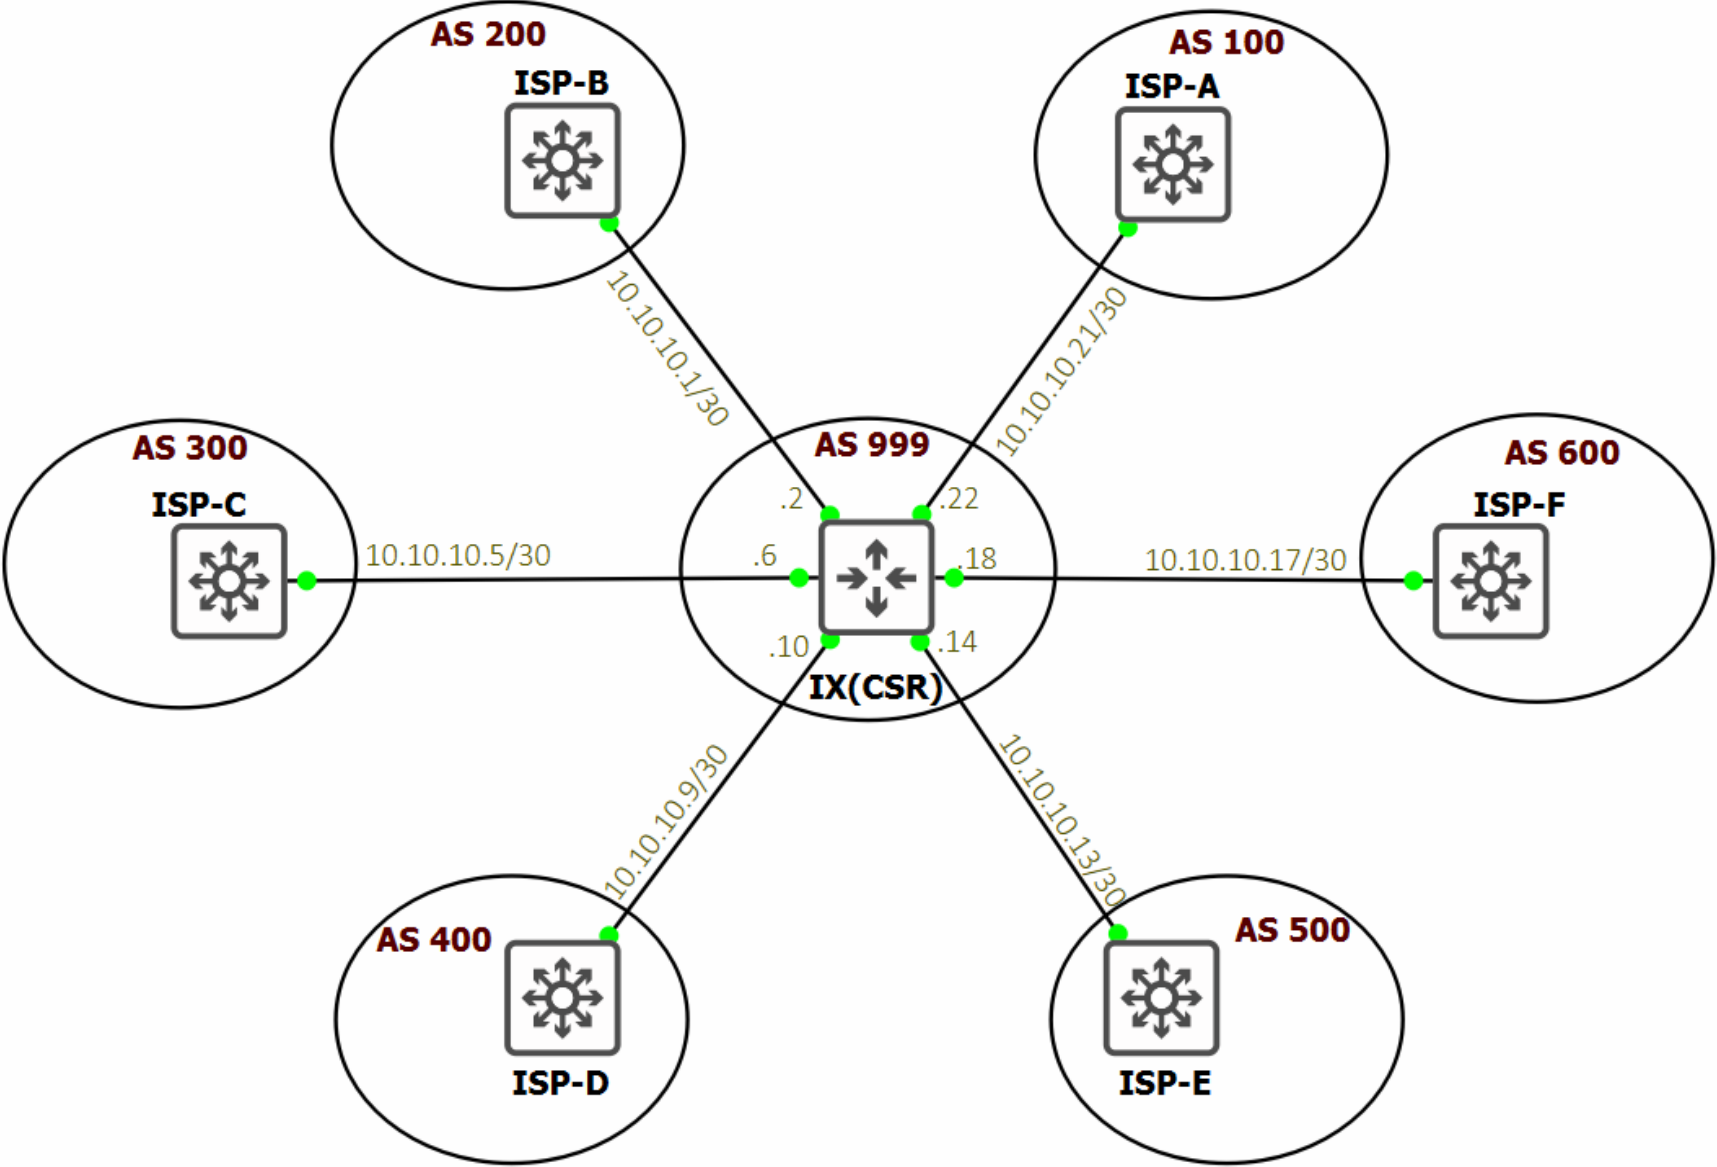 AS 200
ISP-B
AS 100
ISP-A
10.10.10.1/30
10.10.10.21/30
AS 300
ISP-C
10.10.10.5/30
AS 999
.2
.22
.6
.18
.10
.14
IX(CSR)
10.10.10.17/30
AS 600
ISP-F
10.10.10.9/30
10.10.10.13/30
AS 400
ISP-D
AS 500
ISP-E